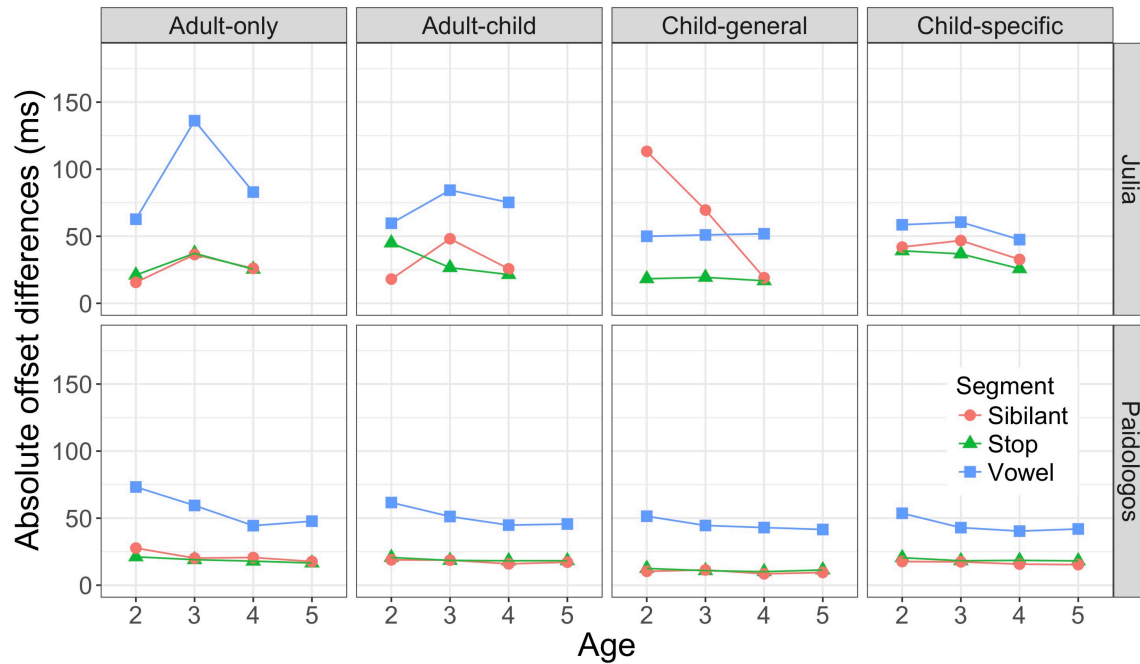 Adult-only Adult-child Child-general Child-specific
Absolute offset differences (ms)
150
100
50
0
Julia
150
100
50
0
Paidologos
Segment
Sibilant
Stop
Vowel
2 3 4 5 2 3 4 5 2 3 4 5 2 3 4 5
Age